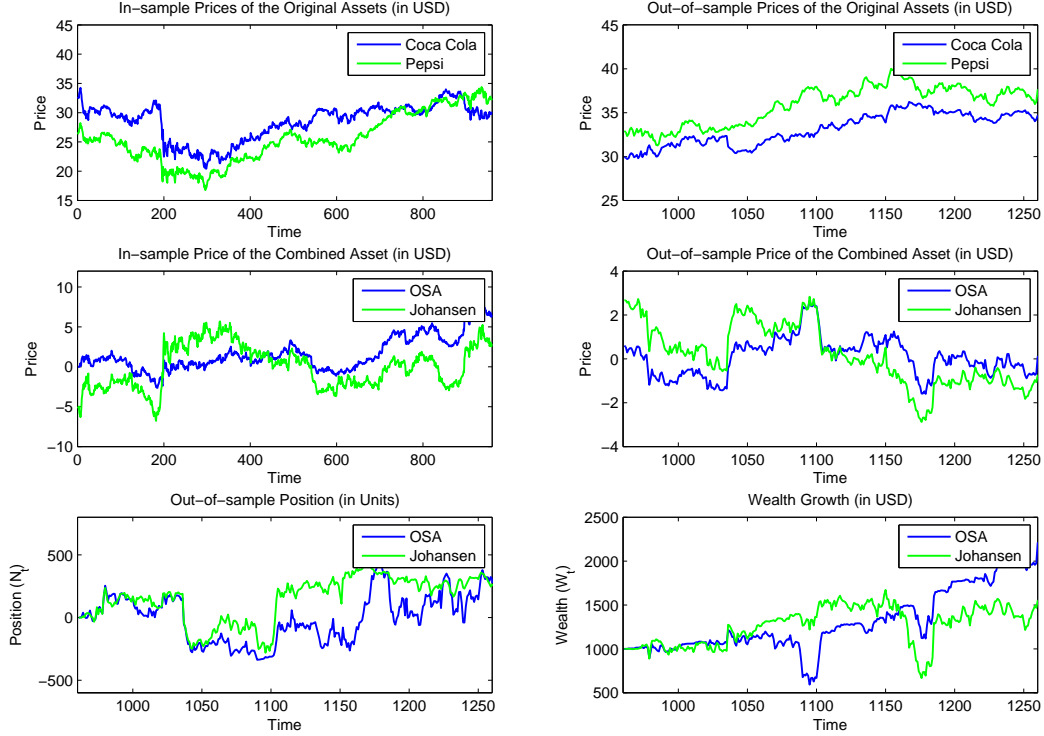 In−sample Prices of the Original Assets (in USD)
45
40
35
30
25
20
15
Price
0 200 400 600 800
Time
Coca Cola
Pepsi
Out−of−sample Prices of the Original Assets (in USD)
45
40
35
30
25
Price
1000 1050 1100 1150 1200 1250
Time
Coca Cola
Pepsi
In−sample Price of the Combined Asset (in USD)
10
5
0
−5
−10
Price
0 200 400 600 800
Time
OSA
Johansen
Out−of−sample Price of the Combined Asset (in USD)
4
2
0
−2
−4
Price
1000 1050 1100 1150 1200 1250
Time
OSA
Johansen
Out−of−sample Position (in Units)
500
0
−500
Position (N_t)
1000 1050 1100 1150 1200 1250
Time
OSA
Johansen
Wealth Growth (in USD)
2500
2000
1500
1000
500
Wealth (W_t)
1000 1050 1100 1150 1200 1250
Time
OSA
Johansen